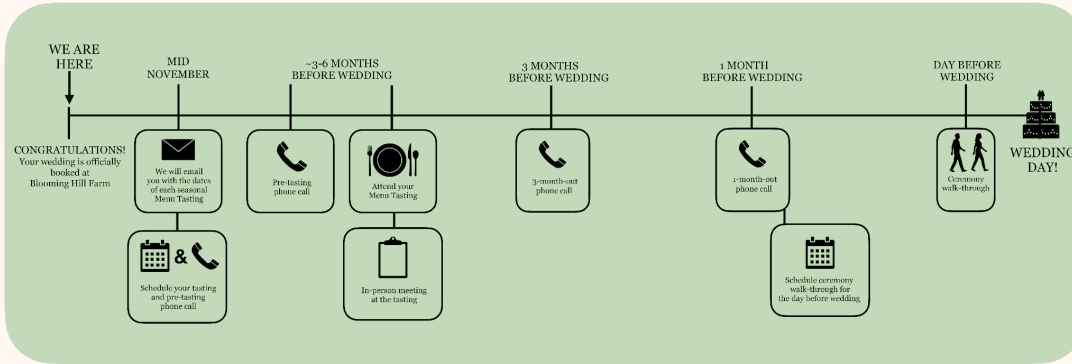 WE ARE
HERE
CONGRATULATIONS!
Your wedding is officially
booked at
Blooming Hill Farm
MID
NOVEMBER
We will email
you with the dates
of each seasonal
Menu Tasting
&
Schedule your tasting
and pre-tasting
phone call
~3-6 MONTHS
BEFORE WEDDING
Pre-tasting
phone call
Attend your
Menu Tasting
In-person meeting
at the tasting
3 MONTHS
BEFORE WEDDING
3-month-out
phone call
1 MONTH
BEFORE WEDDING
1-month-out
phone call
Schedule ceremony
walk-through for
the day before wedding
DAY BEFORE
WEDDING
Ceremony
walk-through
WEDDING
DAY!